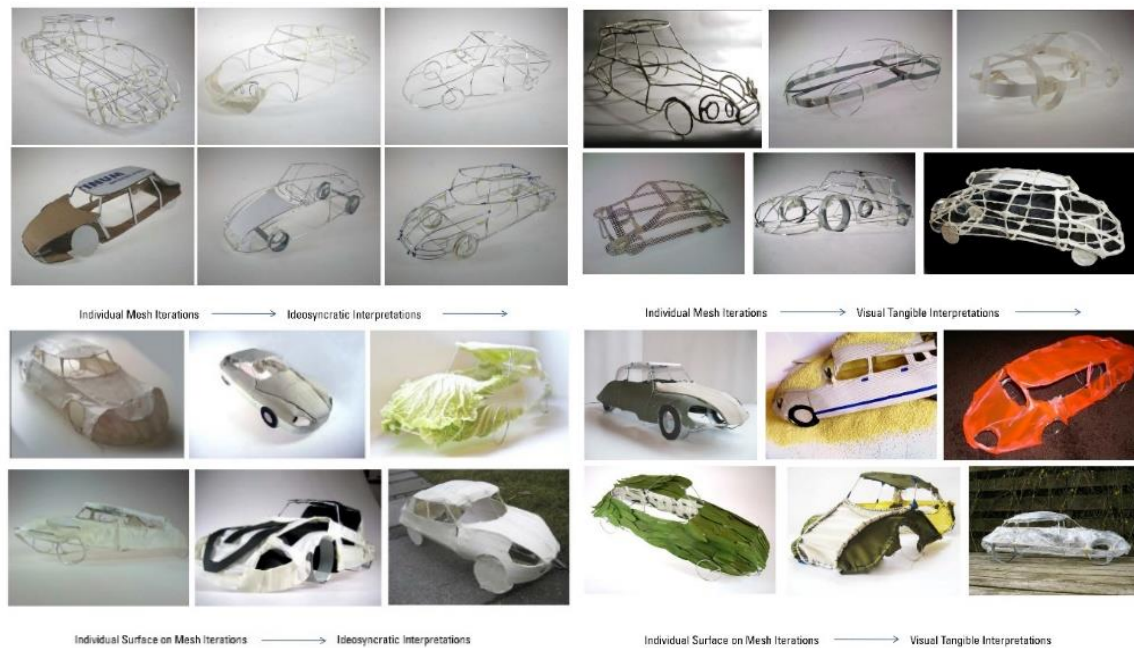 Individual Mesh Iterations
Ideosyncratic Interpretations
Individual Mesh Iterations
Visual Tangible Interpretations
Individual Surface on Mesh Iterations
Ideosyncratic Interpretations
Individual Surface on Mesh Iterations
Visual Tangible Interpretations